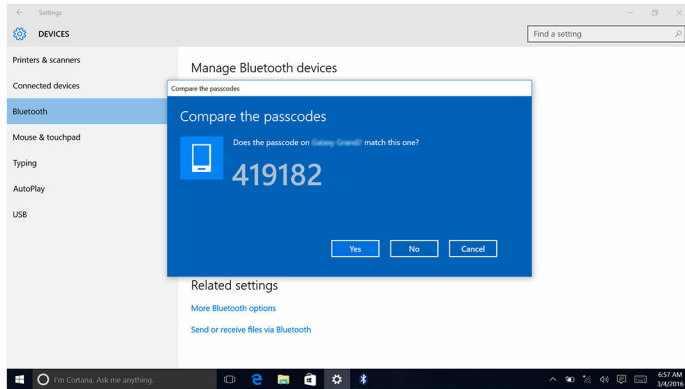 Settings
DEVICES
Find a setting
Printers & scanners
Connected devices
Bluetooth
Mouse & touchpad
Typing
AutoPlay
USB
Manage Bluetooth devices
Compare the passcodes
Compare the passcodes
Does the passcode on match this one?
419182
Yes No Cancel
Related settings
More Bluetooth options
Send or receive files via Bluetooth
I'm Cortana. Ask me anything.
6:57 AM
3/4/2016